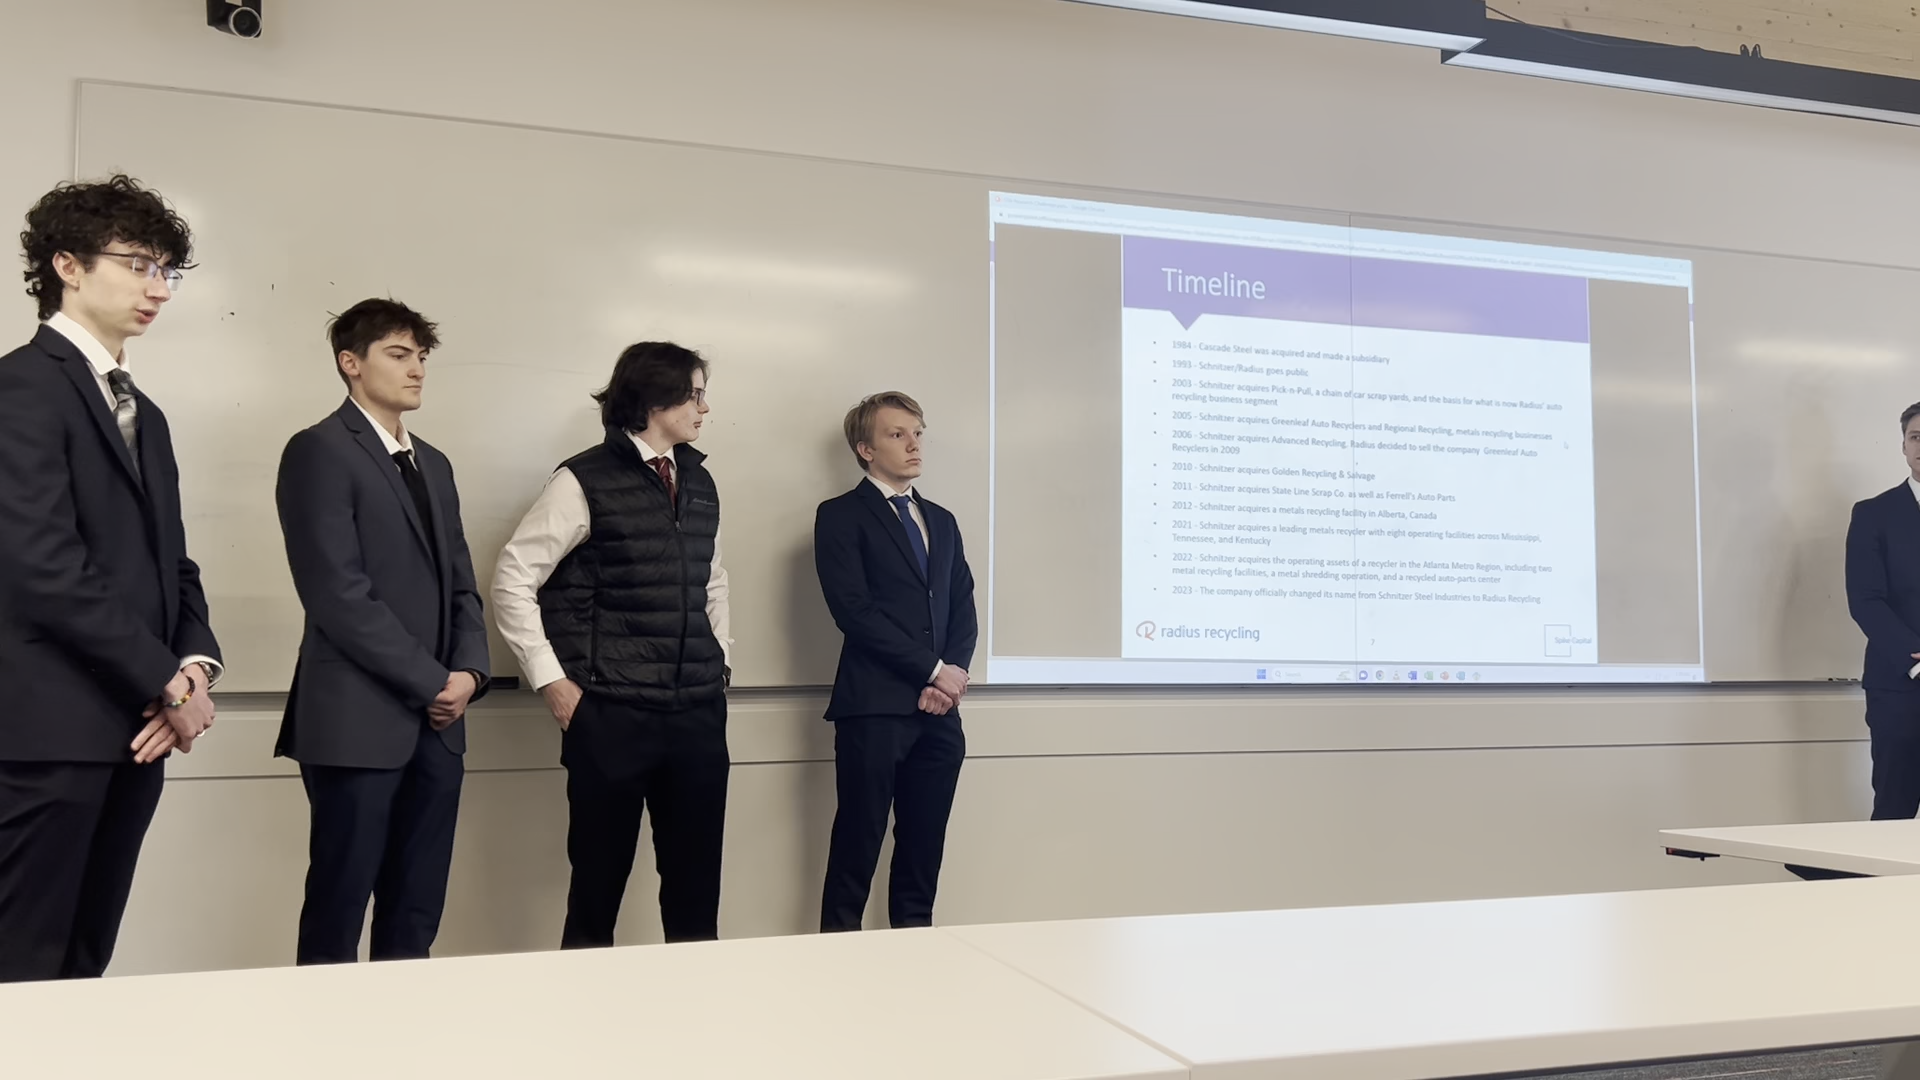 Timeline
• 1984 - Cascade Steel was acquired and made a subsidiary
• 1993 - Schnitzer/Radius goes public
• 2003 - Schnitzer acquires Pick-n-Pull, a chain of car scrap yards, and the basis for what is now Radius' auto
recycling business segment
• 2005 - Schnitzer acquires Greenleaf Auto Recyclers and Regional Recycling, metals recycling businesses
• 2006 - Schnitzer acquires Advanced Recycling, Radius decided to sell the company Greenleaf Auto
Recyclers in 2009
• 2010 - Schnitzer acquires Golden Recycling & Salvage
• 2011 - Schnitzer acquires State Line Scrap Co. as well as Ferrell's Auto Parts
• 2012 - Schnitzer acquires a metals recycling facility in Alberta, Canada
• 2021 - Schnitzer acquires a leading metals recycler with eight operating facilities across Mississippi,
Tennessee, and Kentucky
• 2022 - Schnitzer acquires the operating assets of a recycler in the Atlanta Metro Region, including two
metal recycling facilities, a metal shredding operation, and a recycled auto-parts center
• 2023 - The company officially changed its name from Schnitzer Steel Industries to Radius Recycling
radius recycling
7
Spike Capital
Search